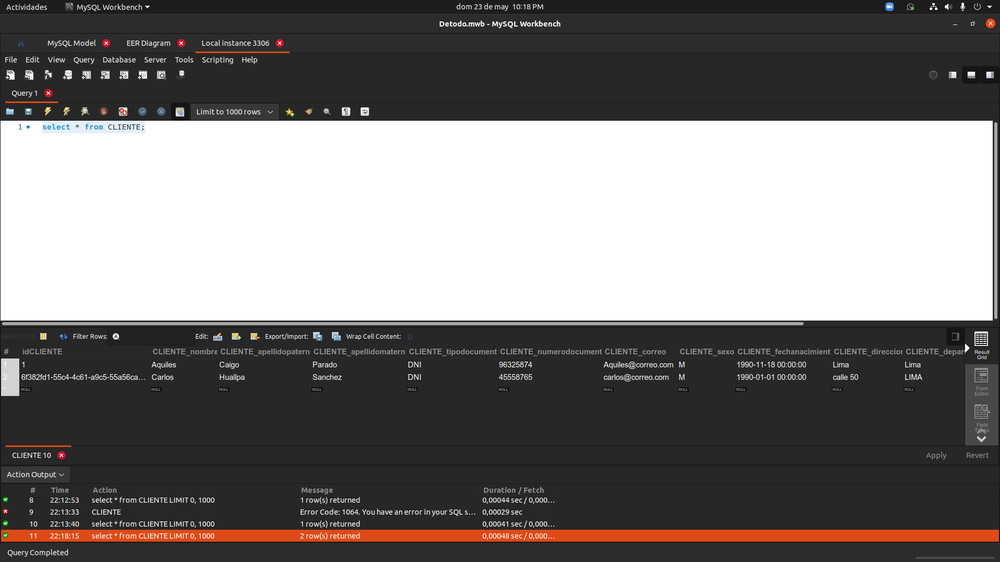 Actividades MySQL Workbench dom 23 de may 10:18 PM
Detodo.mwb - MySQL Workbench
MySQL Model EER Diagram Local instance 3306
File Edit View Query Database Server Tools Scripting Help
Query 1
Limit to 1000 rows
1 select * from CLIENTE;
Result Grid Filter Rows: Edit: Export/Import: Wrap Cell Content:
# idCLIENTE CLIENTE_nombre CLIENTE_apellidopatern CLIENTE_apellidomatern CLIENTE_tipodocument CLIENTE_numerodocument CLIENTE_correo CLIENTE_sexo CLIENTE_fechanacimient CLIENTE_direccion CLIENTE_depar
1 1 Aquiles Caigo Parado DNI 96325874 Aquiles@correo.com M 1990-11-18 00:00:00 Lima Lima
2 6f382fd1-55c4-4c61-a9c5-55a56ca... Carlos Huallpa Sanchez DNI 45558765 carlos@correo.com M 1990-01-01 00:00:00 calle 50 LIMA
* NULL NULL NULL NULL NULL NULL NULL NULL NULL NULL NULL
Result Grid
Form Editor
Field Types
CLIENTE 10 Apply Revert
Action Output
# Time Action Message Duration / Fetch
8 22:12:53 select * from CLIENTE LIMIT 0, 1000 1 row(s) returned 0,00044 sec / 0,000...
9 22:13:33 CLIENTE Error Code: 1064. You have an error in your SQL s... 0,00029 sec
10 22:13:40 select * from CLIENTE LIMIT 0, 1000 1 row(s) returned 0,00041 sec / 0,000...
11 22:18:15 select * from CLIENTE LIMIT 0, 1000 2 row(s) returned 0,00048 sec / 0,000...
Query Completed